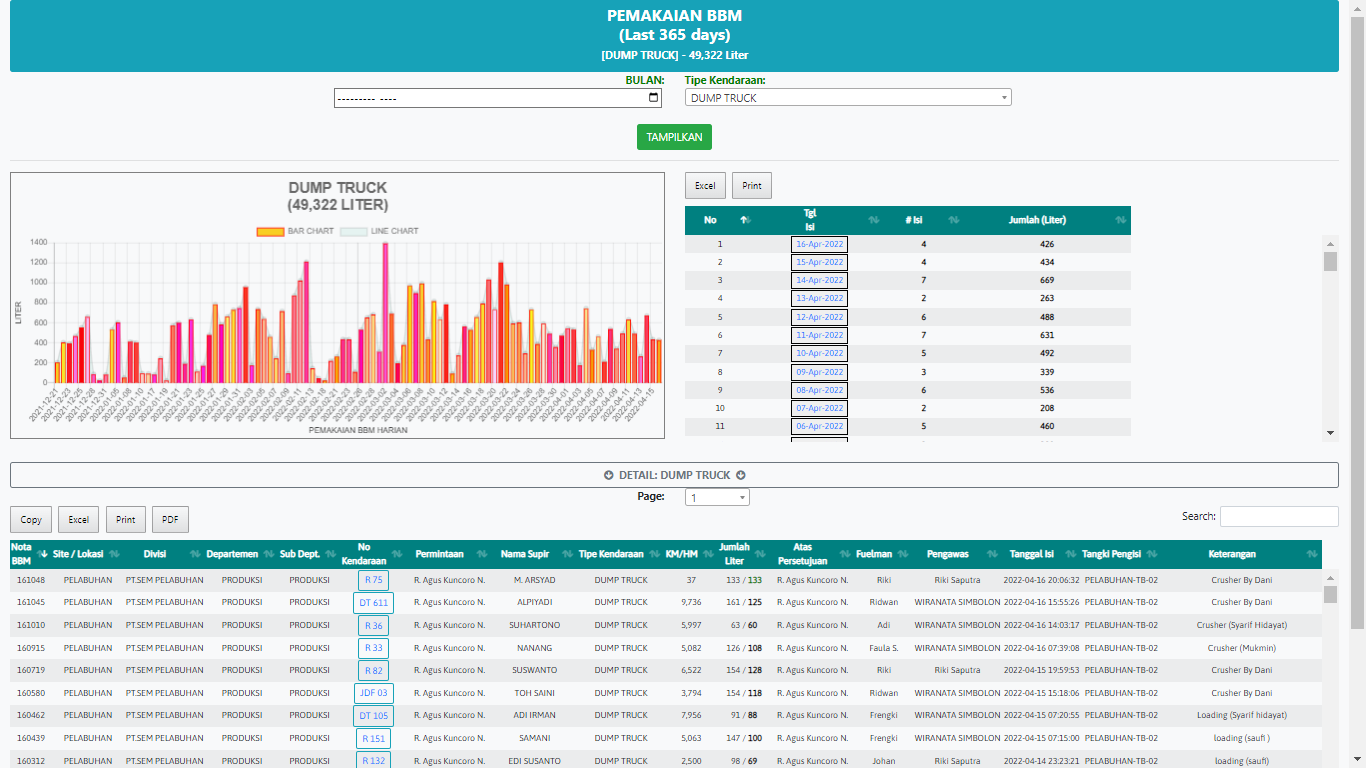 PEMAKAIAN BBM
(Last 365 days)
[DUMP TRUCK] - 49,322 Liter
BULAN: Tipe Kendaraan:
--------- ---- DUMP TRUCK
TAMPILKAN
DUMP TRUCK
(49,322 LITER)
BAR CHART LINE CHART
LITER
1400
1200
1000
800
600
400
200
0
2021-12-21 2021-12-23 2021-12-25 2021-12-28 2021-12-31 2022-01-05 2022-01-08 2022-01-10 2022-01-17 2022-01-19 2022-01-21 2022-01-23 2022-01-25 2022-01-27 2022-01-29 2022-01-31 2022-02-03 2022-02-05 2022-02-07 2022-02-09 2022-02-11 2022-02-13 2022-02-18 2022-02-21 2022-02-23 2022-02-26 2022-02-28 2022-03-02 2022-03-04 2022-03-06 2022-03-08 2022-03-10 2022-03-12 2022-03-14 2022-03-16 2022-03-18 2022-03-20 2022-03-22 2022-03-24 2022-03-26 2022-03-28 2022-03-30 2022-04-01 2022-04-03 2022-04-05 2022-04-07 2022-04-09 2022-04-11 2022-04-13 2022-04-15
PEMAKAIAN BBM HARIAN
Excel Print
No Tgl Isi # Isi Jumlah (Liter)
1 16-Apr-2022 4 426
2 15-Apr-2022 4 434
3 14-Apr-2022 7 669
4 13-Apr-2022 2 263
5 12-Apr-2022 6 488
6 11-Apr-2022 7 631
7 10-Apr-2022 5 492
8 09-Apr-2022 3 339
9 08-Apr-2022 6 536
10 07-Apr-2022 2 208
11 06-Apr-2022 5 460
DETAIL: DUMP TRUCK
Page: 1
Copy Excel Print PDF Search:
Nota BBM Site / Lokasi Divisi Departemen Sub Dept. No Kendaraan Permintaan Nama Supir Tipe Kendaraan KM/HM Jumlah Liter Atas Persetujuan Fuelman Pengawas Tanggal Isi Tangki Pengisi Keterangan
161048 PELABUHAN PT.SEM PELABUHAN PRODUKSI PRODUKSI R 75 R. Agus Kuncoro N. M. ARSYAD DUMP TRUCK 37 133 / 133 R. Agus Kuncoro N. Riki Riki Saputra 2022-04-16 20:06:32 PELABUHAN-TB-02 Crusher By Dani
161045 PELABUHAN PT.SEM PELABUHAN PRODUKSI PRODUKSI DT 611 R. Agus Kuncoro N. ALPIYADI DUMP TRUCK 9,736 161 / 125 R. Agus Kuncoro N. Ridwan WIRANATA SIMBOLON 2022-04-16 15:55:26 PELABUHAN-TB-02 Crusher By Dani
161010 PELABUHAN PT.SEM PELABUHAN PRODUKSI PRODUKSI R 36 R. Agus Kuncoro N. SUHARTONO DUMP TRUCK 5,997 63 / 60 R. Agus Kuncoro N. Adi WIRANATA SIMBOLON 2022-04-16 14:03:17 PELABUHAN-TB-02 Crusher (Syarif Hidayat)
160915 PELABUHAN PT.SEM PELABUHAN PRODUKSI PRODUKSI R 33 R. Agus Kuncoro N. NANANG DUMP TRUCK 5,082 126 / 108 R. Agus Kuncoro N. Faula S. WIRANATA SIMBOLON 2022-04-16 07:39:08 PELABUHAN-TB-02 Crusher (Mukmin)
160719 PELABUHAN PT.SEM PELABUHAN PRODUKSI PRODUKSI R 82 R. Agus Kuncoro N. SUSWANTO DUMP TRUCK 6,522 154 / 128 R. Agus Kuncoro N. Riki Riki Saputra 2022-04-15 19:59:53 PELABUHAN-TB-02 Crusher By Dani
160580 PELABUHAN PT.SEM PELABUHAN PRODUKSI PRODUKSI JDF 03 R. Agus Kuncoro N. TOH SAINI DUMP TRUCK 3,794 154 / 118 R. Agus Kuncoro N. Ridwan WIRANATA SIMBOLON 2022-04-15 15:18:06 PELABUHAN-TB-02 Crusher By Dani
160462 PELABUHAN PT.SEM PELABUHAN PRODUKSI PRODUKSI DT 105 R. Agus Kuncoro N. ADI IRMAN DUMP TRUCK 7,956 91 / 88 R. Agus Kuncoro N. Frengki WIRANATA SIMBOLON 2022-04-15 07:20:55 PELABUHAN-TB-02 Loading (Syarif hidayat)
160439 PELABUHAN PT.SEM PELABUHAN PRODUKSI PRODUKSI R 151 R. Agus Kuncoro N. SAMANI DUMP TRUCK 5,063 147 / 100 R. Agus Kuncoro N. Frengki WIRANATA SIMBOLON 2022-04-15 07:15:00 PELABUHAN-TB-02 loading (saufi )
160312 PELABUHAN PT.SEM PELABUHAN PRODUKSI PRODUKSI R 132 R. Agus Kuncoro N. EDI SUSANTO DUMP TRUCK 2,500 98 / 69 R. Agus Kuncoro N. Johan Riki Saputra 2022-04-14 23:23:21 PELABUHAN-TB-02 loading (saufi)